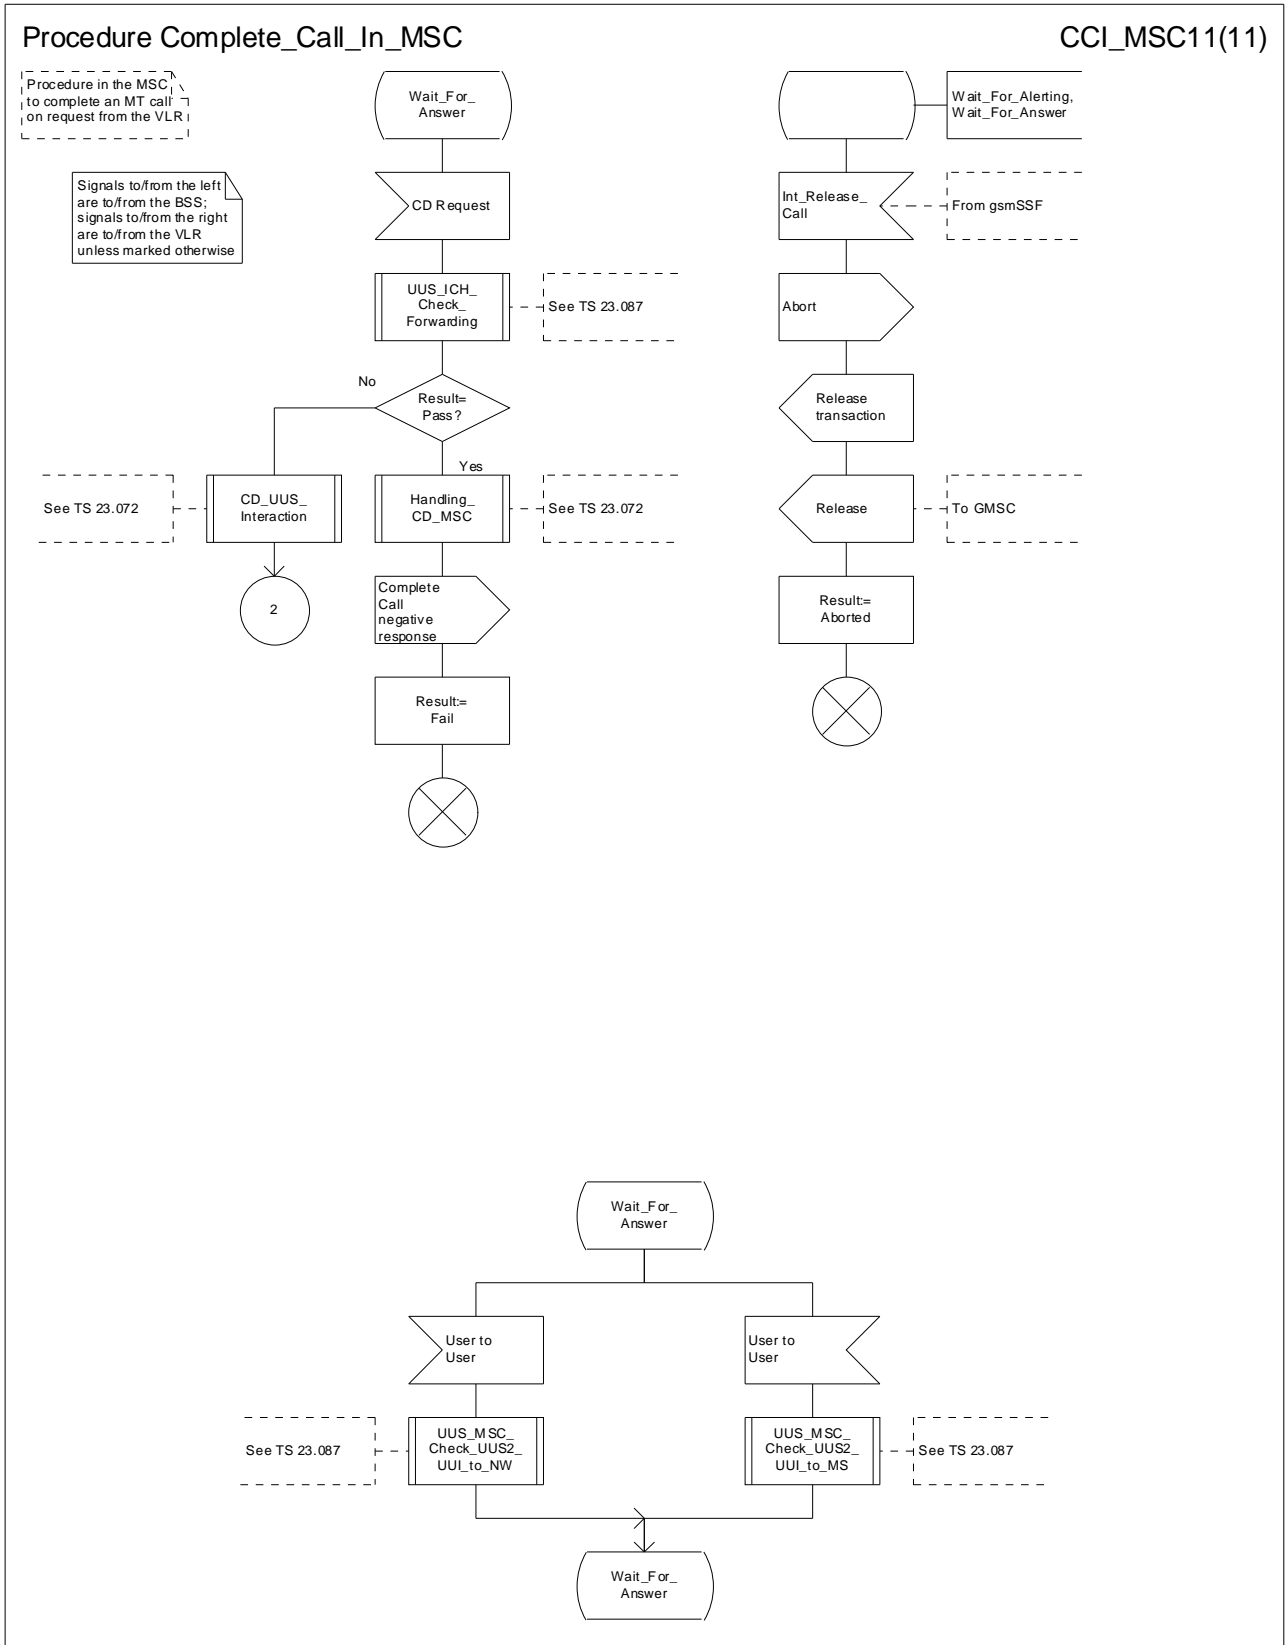 Procedure Complete_Call_In_MSC
CCI_MSC11(11)
Procedure in the MSC
to complete an MT call
on request from the VLR
Signals to/from the left
are to/from the BSS;
signals to/from the right
are to/from the VLR
unless marked otherwise
Wait_For_
Answer
CD Request
UUS_ICH_
Check_
Forwarding
See TS 23.087
No
Result=
Pass?
Yes
See TS 23.072
CD_UUS_
Interaction
Handling_
CD_MSC
See TS 23.072
2
Complete
Call
negative
response
Result:=
Fail
Wait_For_Alerting,
Wait_For_Answer
Int_Release_
Call
From gsmSSF
Abort
Release
transaction
Release
To GMSC
Result:=
Aborted
Wait_For_
Answer
User to
User
User to
User
See TS 23.087
UUS_MSC_
Check_UUS2_
UUI_to_NW
UUS_MSC_
Check_UUS2_
UUI_to_MS
See TS 23.087
Wait_For_
Answer